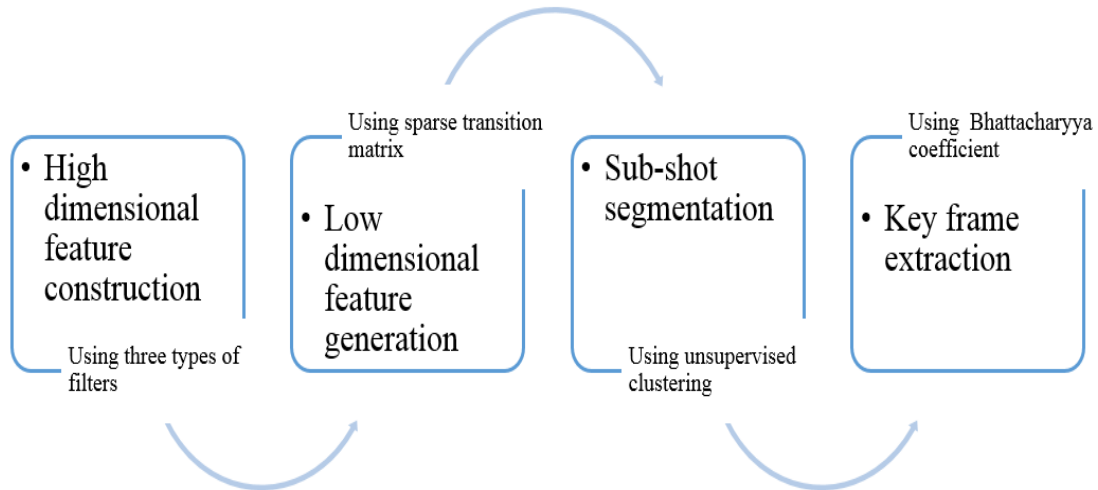 • High
dimensional
feature
construction
Using three types of
filters
Using sparse transition
matrix
• Low
dimensional
feature
generation
• Sub-shot
segmentation
Using unsupervised
clustering
Using Bhattacharyya
coefficient
• Key frame
extraction